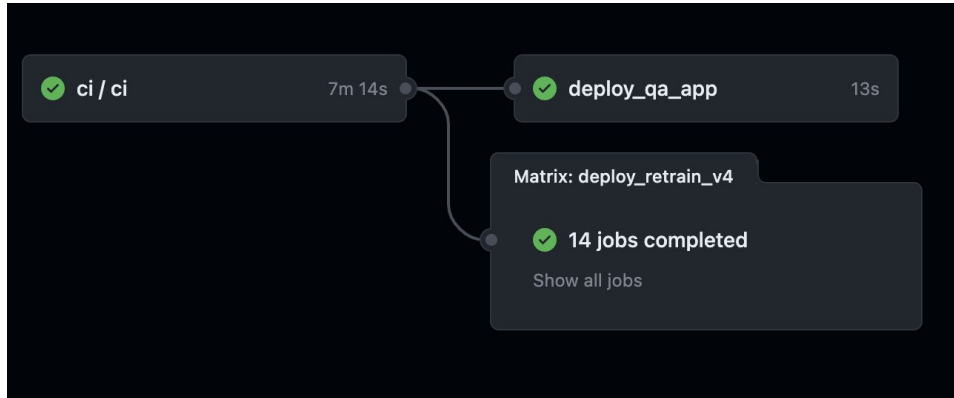 ci / ci 7m 14s
deploy_qa_app 13s
Matrix: deploy_retrain_v4
14 jobs completed
Show all jobs